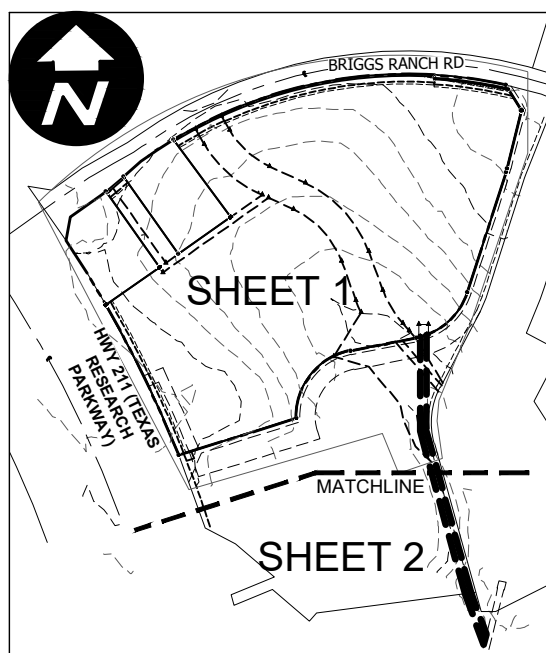 N
BRIGGS RANCH RD
SHEET 1
HWY 211 (TEXAS
RESEARCH
PARKWAY)
MATCHLINE
SHEET 2